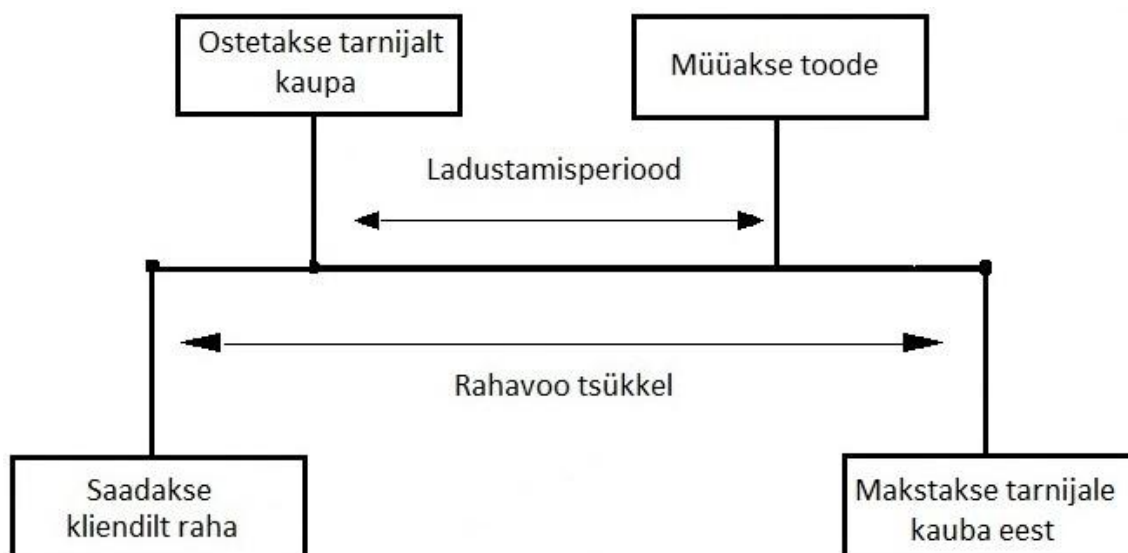 Ostetakse tarnijalt
kaupa
Müüakse toode
Ladustamisperiood
Rahavoo tsükkel
Saadakse
kliendilt raha
Makstakse tarnijale
kauba eest